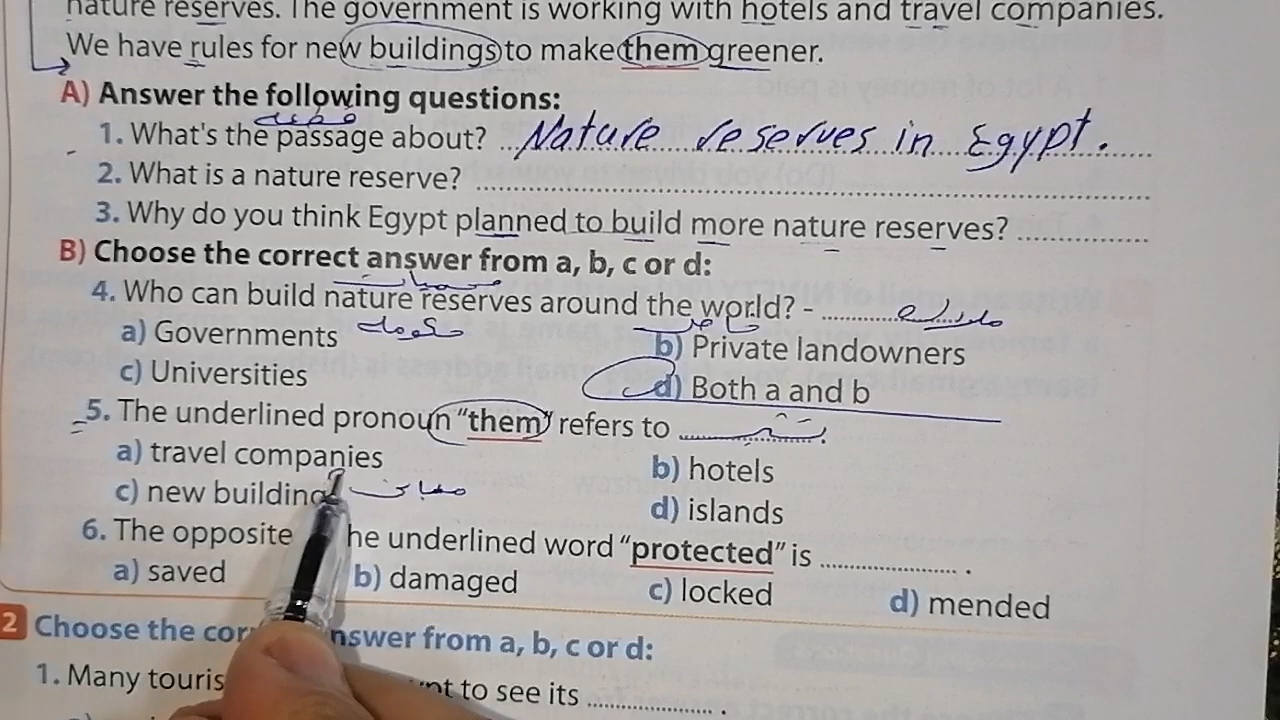 nature reserves. The government is working with hotels and travel companies.
We have rules for new buildings to make them greener.
A) Answer the following questions:
1. What's the passage about? Nature reserves in Egypt.
2. What is a nature reserve?
3. Why do you think Egypt planned to build more nature reserves?
B) Choose the correct answer from a, b, c or d:
محميات
4. Who can build nature reserves around the world? -
a) Governments حكومات b) Private landowners
c) Universities d) Both a and b
5. The underlined pronoun "them" refers to
a) travel companies b) hotels
c) new building مباني d) islands
6. The opposite he underlined word "protected" is .
a) saved b) damaged c) locked d) mended
2 Choose the cor nswer from a, b, c or d:
1. Many touris to see its .